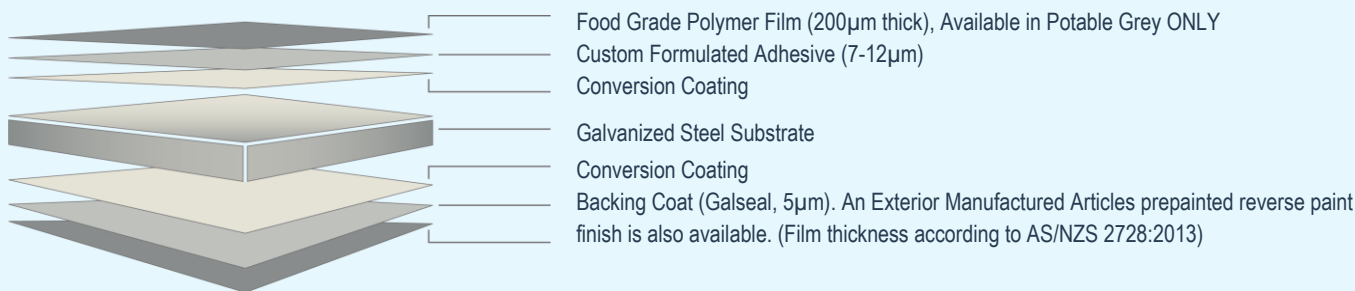 Food Grade Polymer Film (200µm thick), Available in Potable Grey ONLY
Custom Formulated Adhesive (7-12µm)
Conversion Coating
Galvanized Steel Substrate
Conversion Coating
Backing Coat (Galseal, 5µm). An Exterior Manufactured Articles prepainted reverse paint
finish is also available. (Film thickness according to AS/NZS 2728:2013)